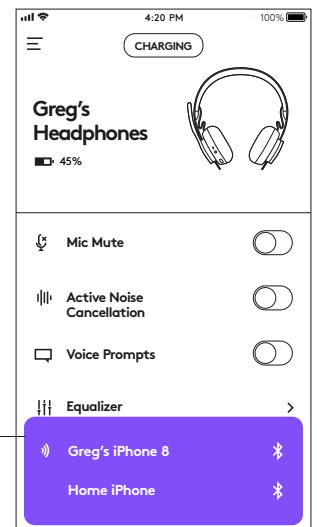 4:20 PM
100%
CHARGING
Greg's
Headphones
45%
Mic Mute
Active Noise
Cancellation
Voice Prompts
Equalizer
Greg's iPhone 8
Home iPhone